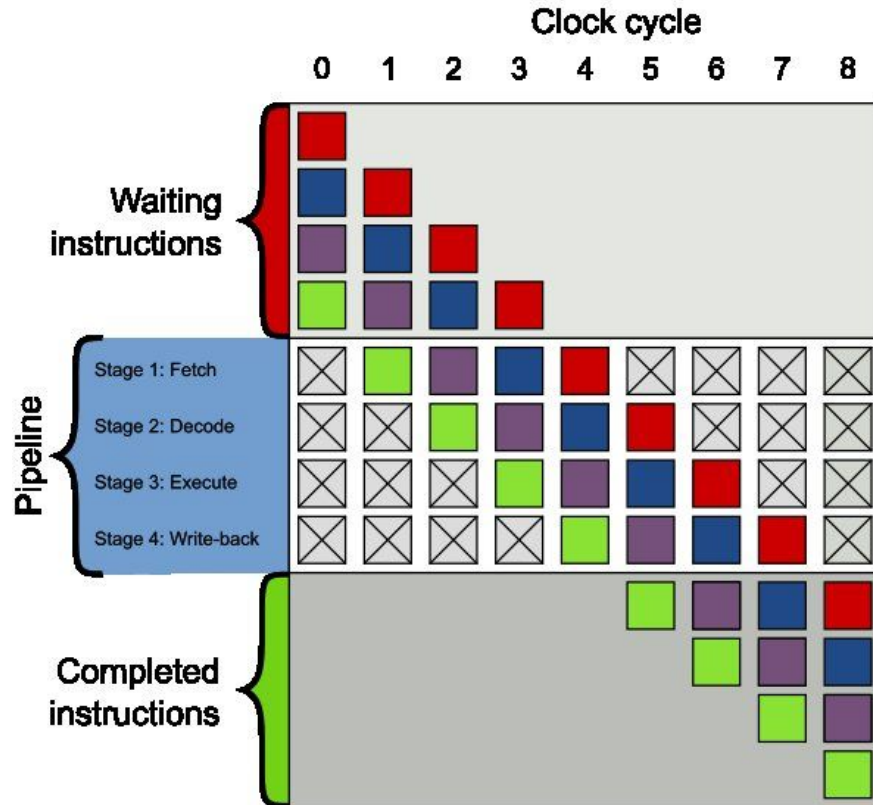 Clock cycle
0 1 2 3 4 5 6 7 8
Waiting
instructions
Pipeline
Stage 1: Fetch
Stage 2: Decode
Stage 3: Execute
Stage 4: Write-back
Completed
instructions